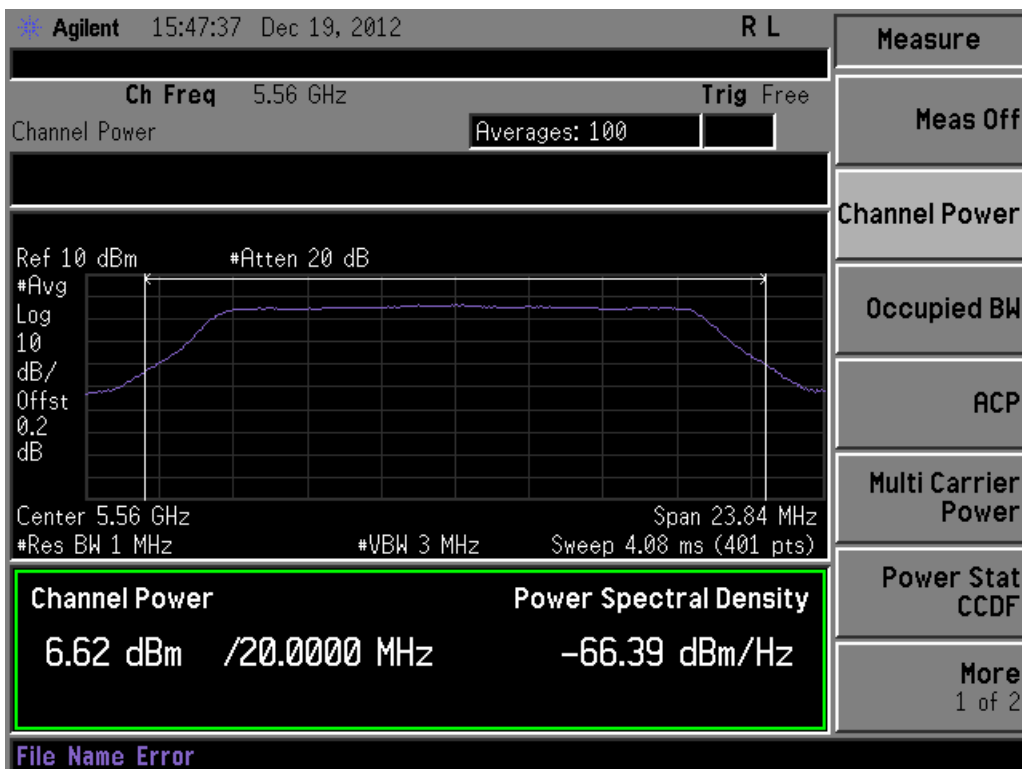 Agilent 15:47:37 Dec 19, 2012 R L
Measure
Ch Freq 5.56 GHz Trig Free
Channel Power Averages: 100
Meas Off
Channel Power
Ref 10 dBm #Atten 20 dB
#Avg
Log
10
dB/
Offst
0.2
dB
Occupied BW
ACP
Center 5.56 GHz Span 23.84 MHz
#Res BW 1 MHz #VBW 3 MHz Sweep 4.08 ms (401 pts)
Multi Carrier
Power
Channel Power Power Spectral Density
6.62 dBm /20.0000 MHz -66.39 dBm/Hz
Power Stat
CCDF
More
1 of 2
File Name Error